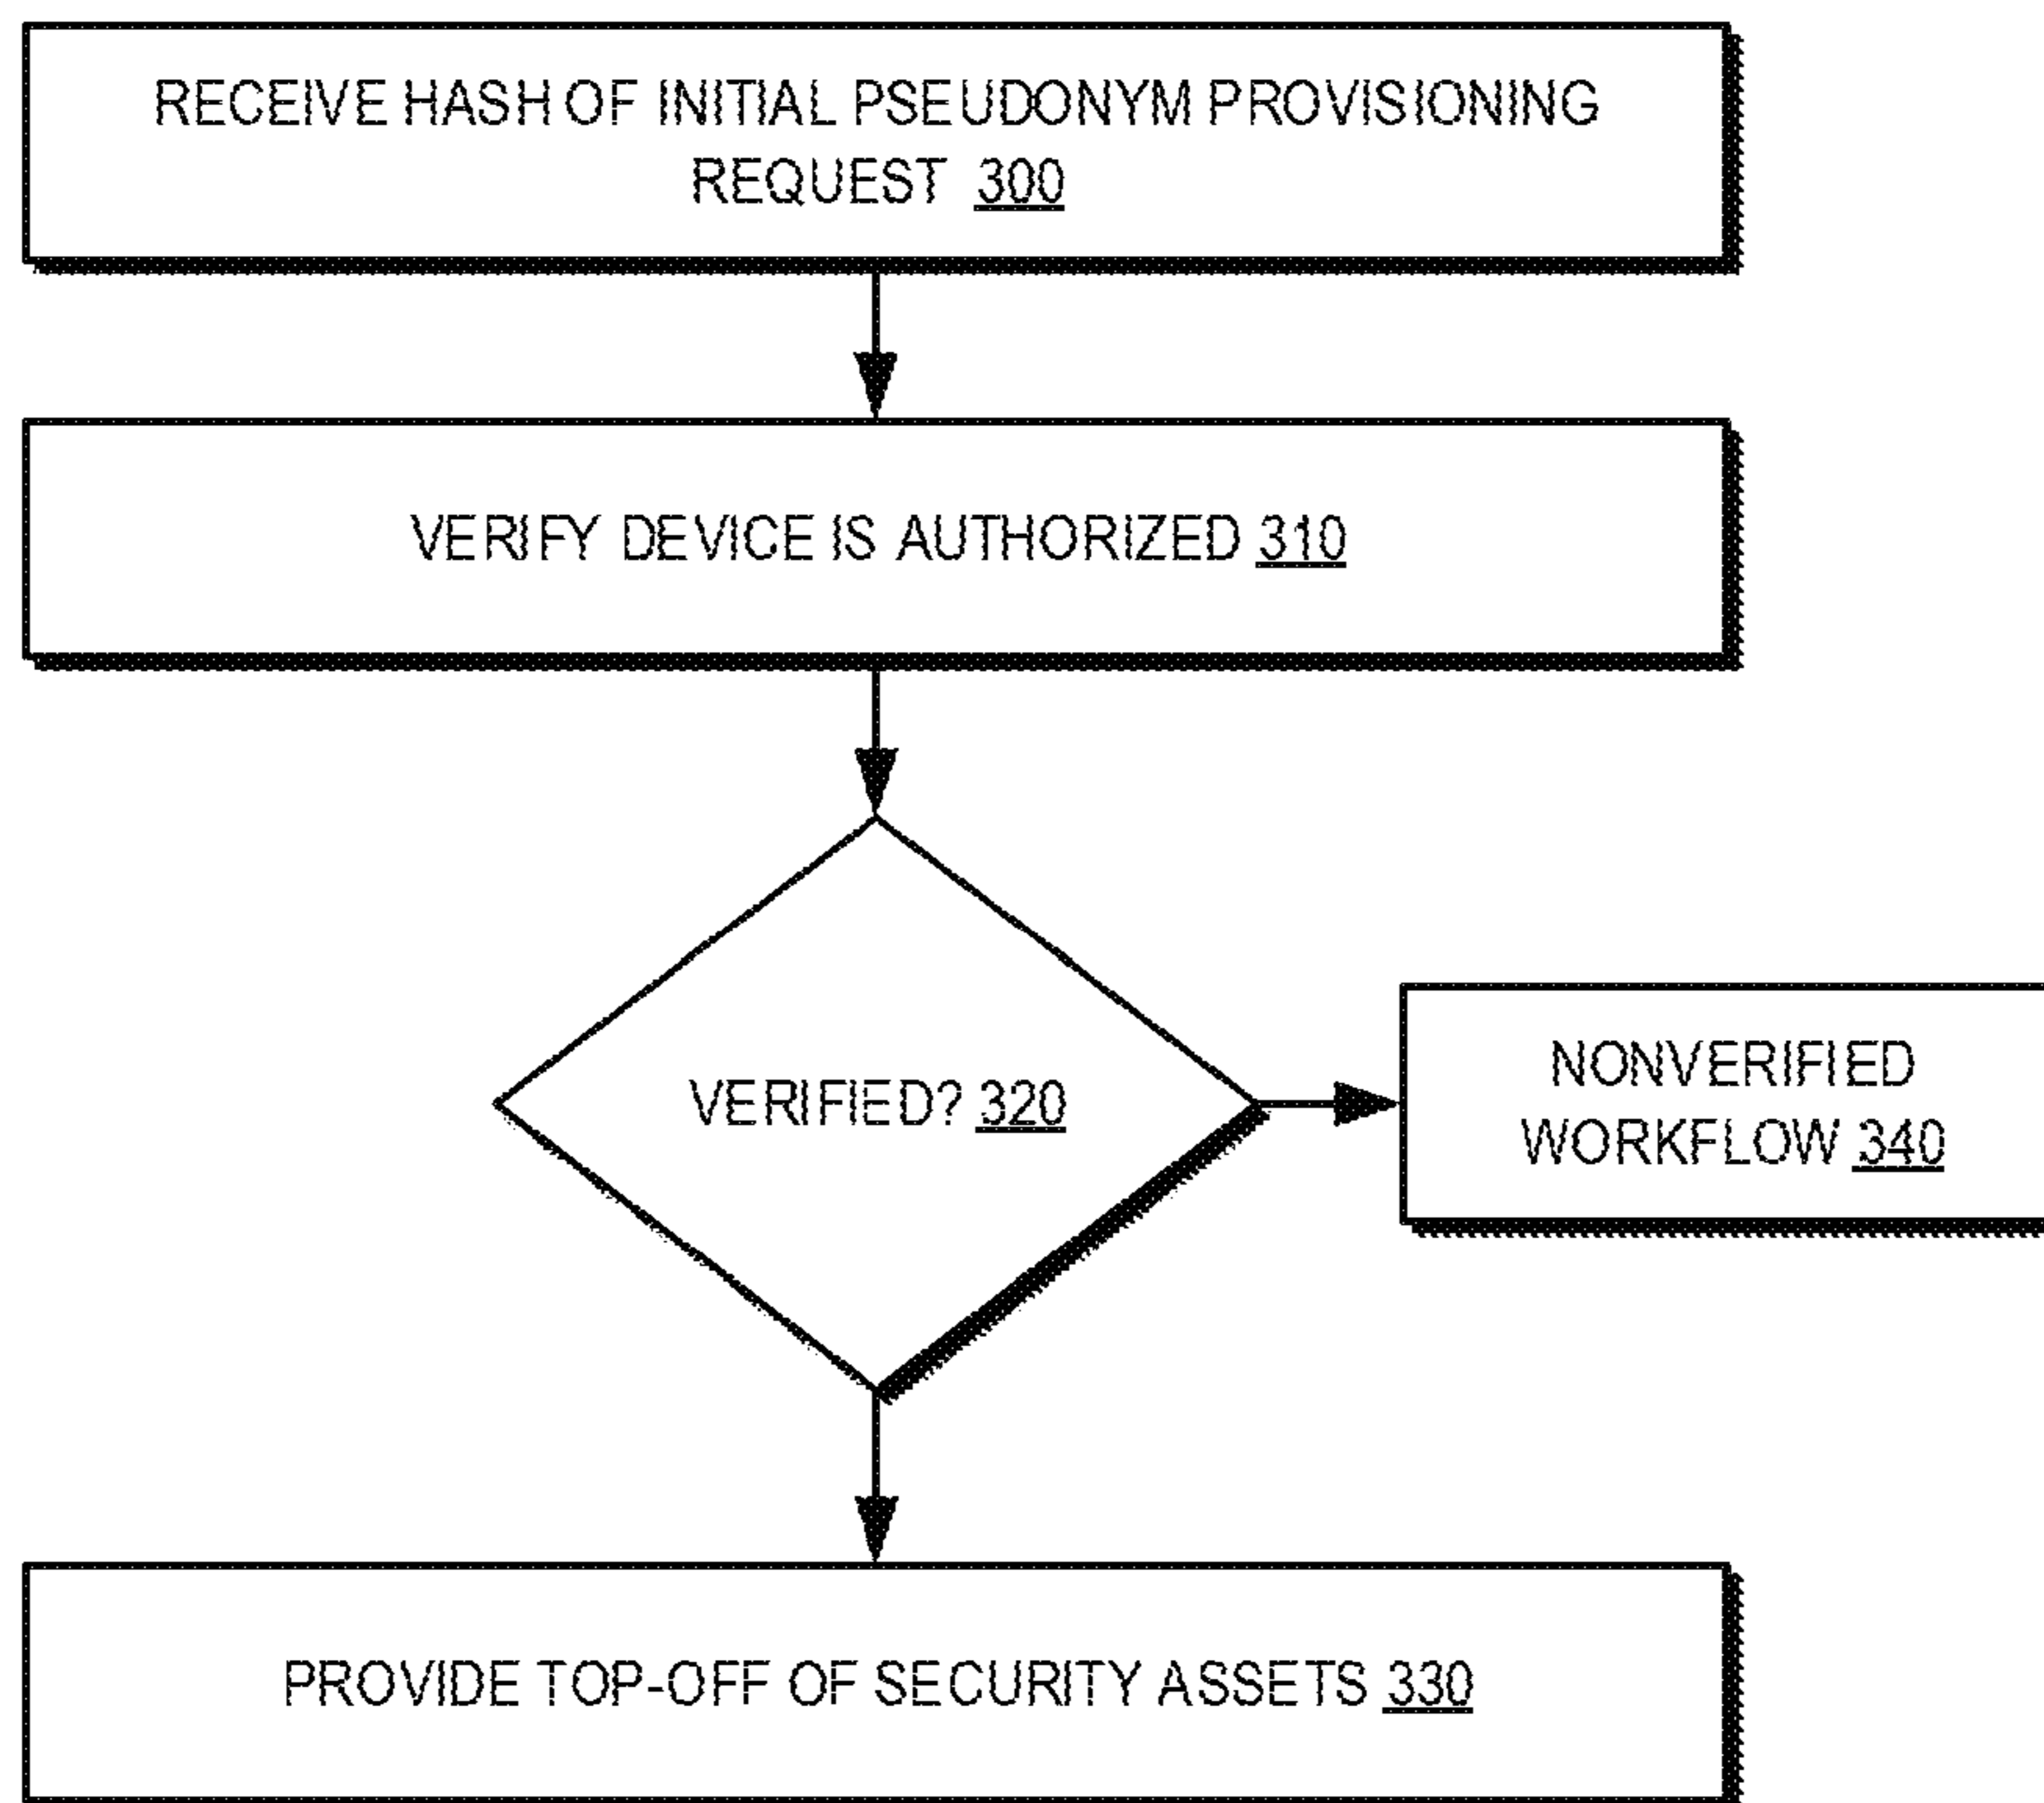 RECEIVE HASH OF INITIAL PSEUDONYM PROVISIONING
REQUEST 300
VERIFY DEVICE IS AUTHORIZED 310
VERIFIED? 320
NONVERIFIED
WORKFLOW 340
PROVIDE TOP-OFF OF SECURITY ASSETS 330